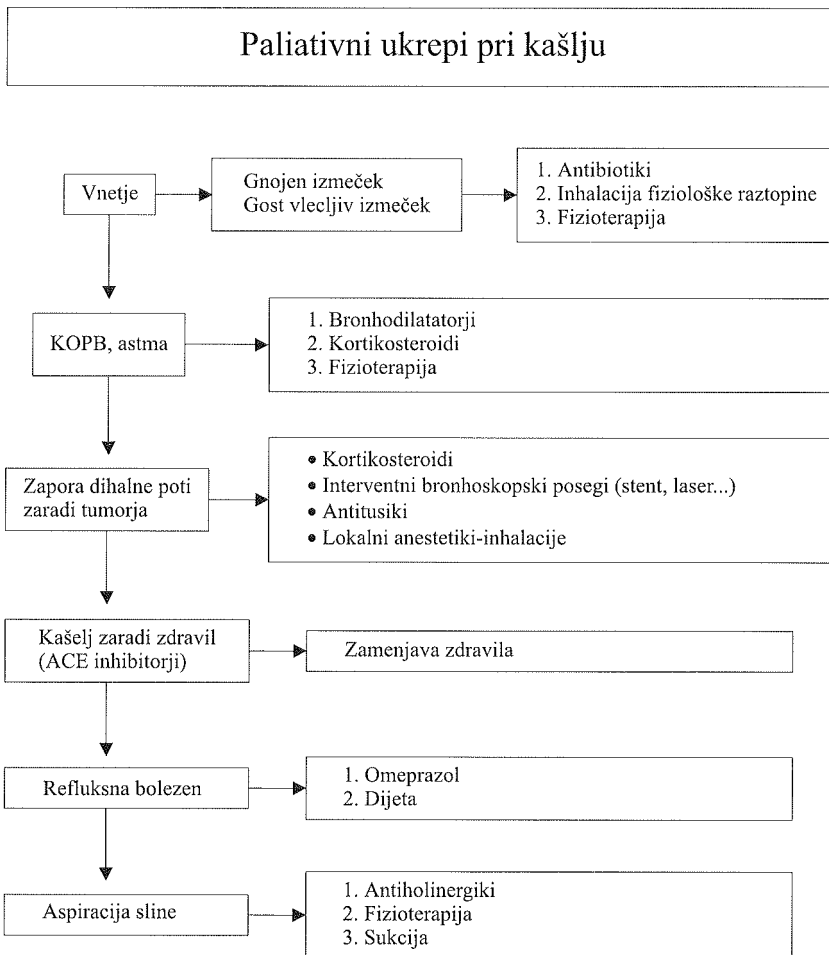 Paliativni ukrepi pri kašlju
Vnetje
Gnojen izmeček
Gost vlecljiv izmeček
1. Antibiotiki
2. Inhalacija fiziološke raztopine
3. Fizioterapija
KOPB, astma
1. Bronhodilatatorji
2. Kortikosteroidi
3. Fizioterapija
Zapora dihalne poti
zaradi tumorja
• Kortikosteroidi
• Interventni bronhoskopski posegi (stent, laser...)
• Antitusiki
• Lokalni anestetiki-inhalacije
Kašelj zaradi zdravil
(ACE inhibitorji)
Zamenjava zdravila
Refluksna bolezen
1. Omeprazol
2. Dijeta
Aspiracija sline
1. Antiholinergiki
2. Fizioterapija
3. Sukcija